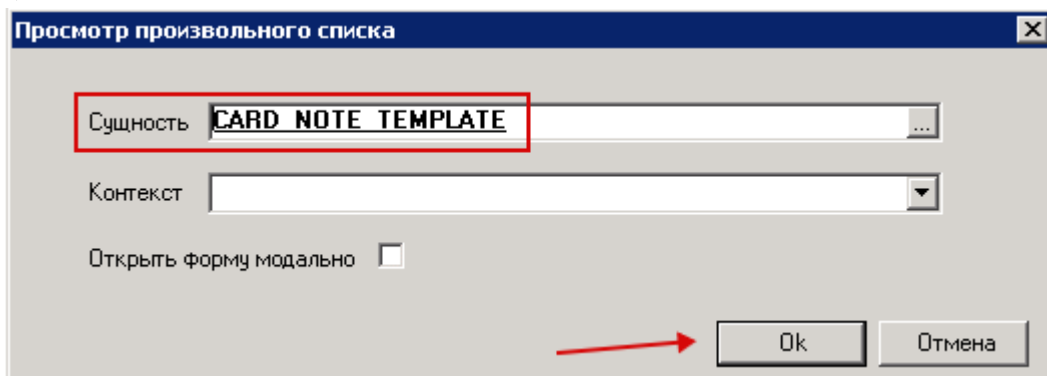 Просмотр произвольного списка
Сущность CARD_NOTE_TEMPLATE ...
Контекст
Открыть форму модально
Ok Отмена